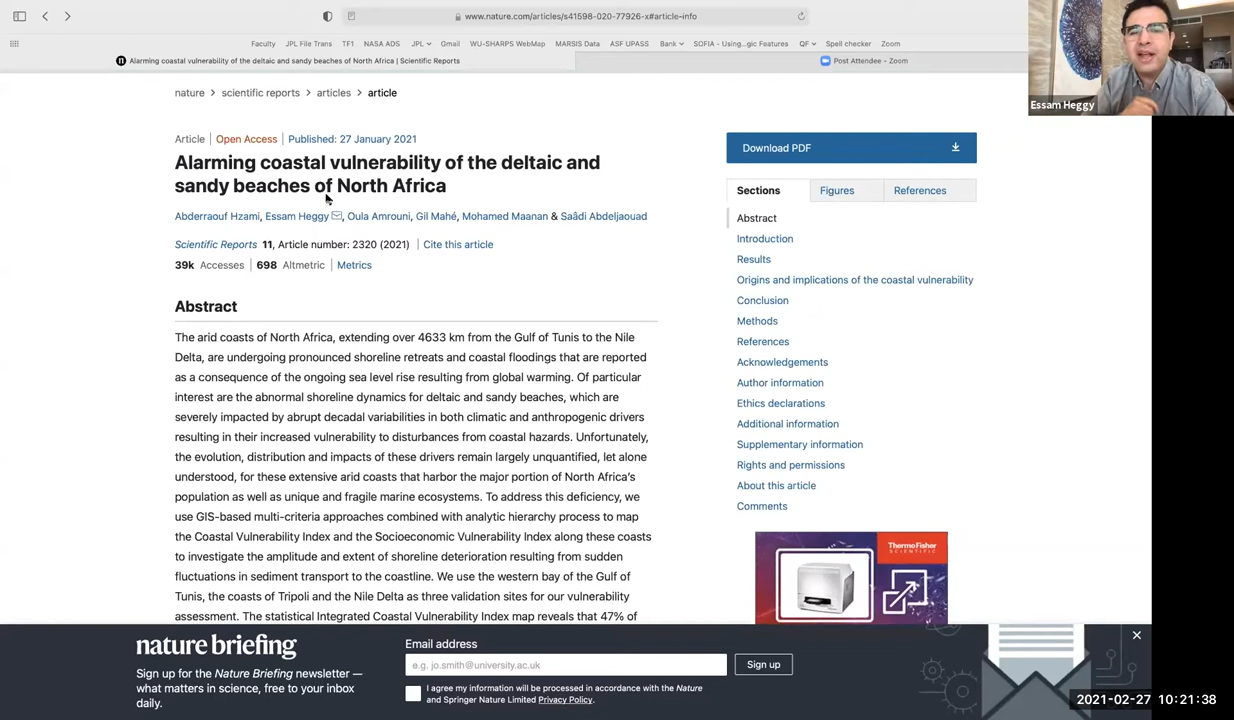 www.nature.com/articles/s41598-020-77926-x#article-info
Faculty JPL File Trans TF1 NASA ADS JPL Gmail WU-SHARPS WebMap MARSIS Data ASF UPASS Bank SOFIA - Using...gic Features QF Spell checker Zoom
Alarming coastal vulnerability of the deltaic and sandy beaches of North Africa | Scientific Reports
Post Attendee - Zoom
Essam Heggy
nature > scientific reports > articles > article
Article | Open Access | Published: 27 January 2021
Alarming coastal vulnerability of the deltaic and
sandy beaches of North Africa
Abderraouf Hzami, Essam Heggy, Oula Amrouni, Gil Mahé, Mohamed Maanan & Saâdi Abdeljaouad
Scientific Reports 11, Article number: 2320 (2021) | Cite this article
39k Accesses | 698 Altmetric | Metrics
Abstract
The arid coasts of North Africa, extending over 4633 km from the Gulf of Tunis to the Nile
Delta, are undergoing pronounced shoreline retreats and coastal floodings that are reported
as a consequence of the ongoing sea level rise resulting from global warming. Of particular
interest are the abnormal shoreline dynamics for deltaic and sandy beaches, which are
severely impacted by abrupt decadal variabilities in both climatic and anthropogenic drivers
resulting in their increased vulnerability to disturbances from coastal hazards. Unfortunately,
the evolution, distribution and impacts of these drivers remain largely unquantified, let alone
understood, for these extensive arid coasts that harbor the major portion of North Africa's
population as well as unique and fragile marine ecosystems. To address this deficiency, we
use GIS-based multi-criteria approaches combined with analytic hierarchy process to map
the Coastal Vulnerability Index and the Socioeconomic Vulnerability Index along these coasts
to investigate the amplitude and extent of shoreline deterioration resulting from sudden
fluctuations in sediment transport to the coastline. We use the western bay of the Gulf of
Tunis, the coasts of Tripoli and the Nile Delta as three validation sites for our vulnerability
assessment. The statistical Integrated Coastal Vulnerability Index map reveals that 47% of
Download PDF
Sections Figures References
Abstract
Introduction
Results
Origins and implications of the coastal vulnerability
Conclusion
Methods
References
Acknowledgements
Author information
Ethics declarations
Additional information
Supplementary information
Rights and permissions
About this article
Comments
ThermoFisher
SCIENTIFIC
nature briefing
Sign up for the Nature Briefing newsletter —
what matters in science, free to your inbox
daily.
Email address
e.g. jo.smith@university.ac.uk
Sign up
I agree my information will be processed in accordance with the Nature
and Springer Nature Limited Privacy Policy.
2021-02-27 10:21:38